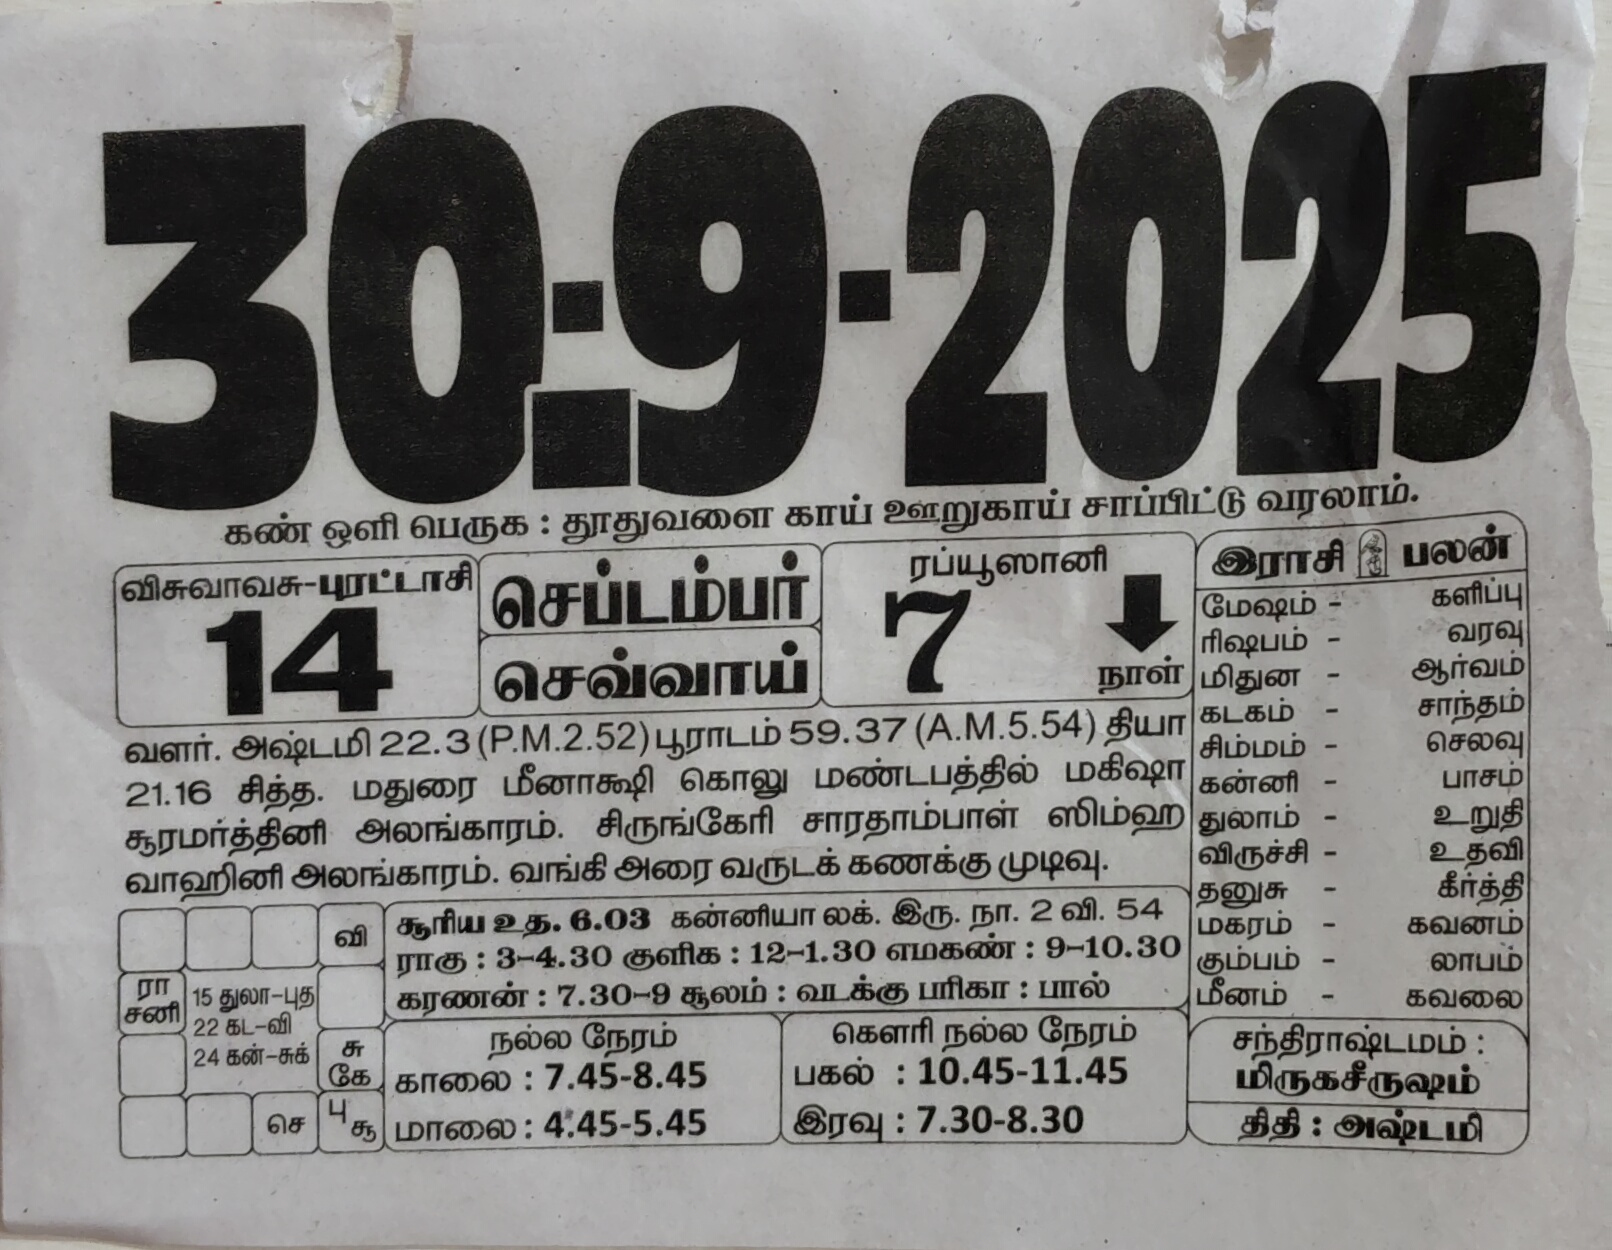 30-9-2025
கண் ஒளி பெருக : தூதுவளை காய் ஊறுகாய் சாப்பிட்டு வரலாம்.
விசுவாவசு-புரட்டாசி
14
செப்டம்பர்
செவ்வாய்
ரப்யூஸானி
7
நாள்
வளர். அஷ்டமி 22.3 (P.M.2.52) பூராடம் 59.37 (A.M.5.54) தியா
21.16 சித்த. மதுரை மீனாக்ஷி கொலு மண்டபத்தில் மகிஷா
சூரமர்த்தினி அலங்காரம். சிருங்கேரி சாரதாம்பாள் ஸிம்ஹ
வாஹினி அலங்காரம். வங்கி அரை வருடக் கணக்கு முடிவு.
வி
ரா
சனி
15 துலா-புத
22 கட-வி
24 கன்-சுக்
சு
கே
செ
பு
சூ
சூரிய உத. 6.03 கன்னியா லக். இரு. நா. 2 வி. 54
ராகு : 3-4.30 குளிக : 12-1.30 எமகண் : 9-10.30
கரணன் : 7.30-9 சூலம் : வடக்கு பரிகா : பால்
நல்ல நேரம்
காலை : 7.45-8.45
மாலை : 4.45-5.45
கௌரி நல்ல நேரம்
பகல் : 10.45-11.45
இரவு : 7.30-8.30
இராசி பலன்
மேஷம் - களிப்பு
ரிஷபம் - வரவு
மிதுன - ஆர்வம்
கடகம் - சாந்தம்
சிம்மம் - செலவு
கன்னி - பாசம்
துலாம் - உறுதி
விருச்சி - உதவி
தனுசு - கீர்த்தி
மகரம் - கவனம்
கும்பம் - லாபம்
மீனம் - கவலை
சந்திராஷ்டமம் :
மிருகசீருஷம்
திதி : அஷ்டமி